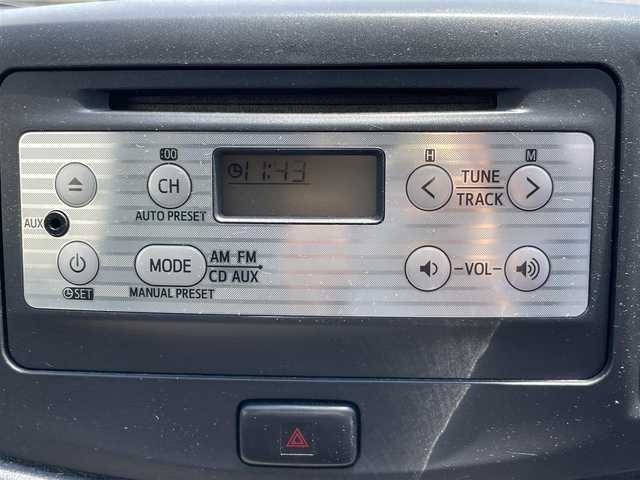 :00 H M
11:43
CH TUNE
AUTO PRESET TRACK
AUX
MODE AM FM
CD AUX -VOL-
SET MANUAL PRESET